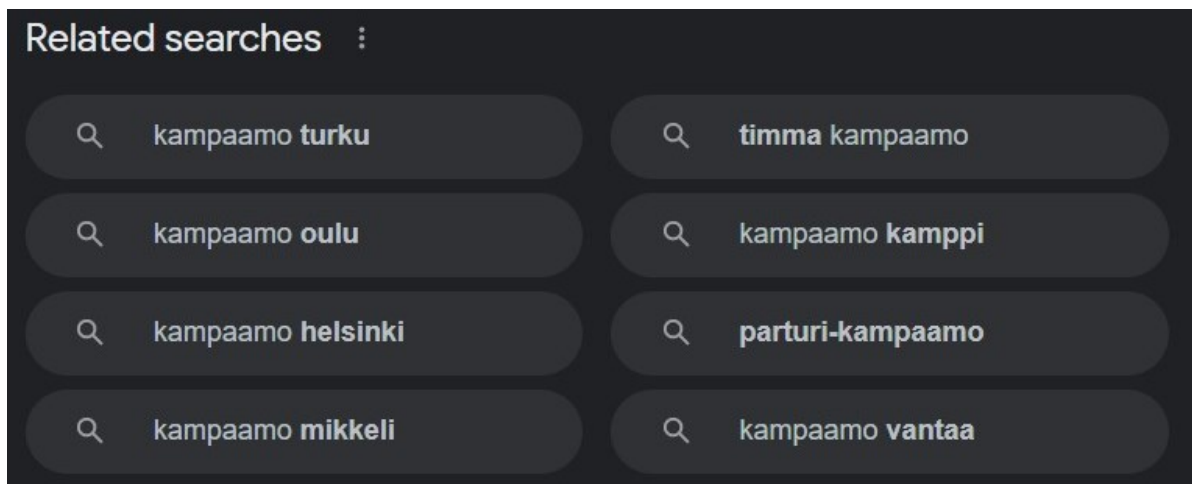 Related searches
kampaamo turku
timma kampaamo
kampaamo oulu
kampaamo kamppi
kampaamo helsinki
parturi-kampaamo
kampaamo mikkeli
kampaamo vantaa